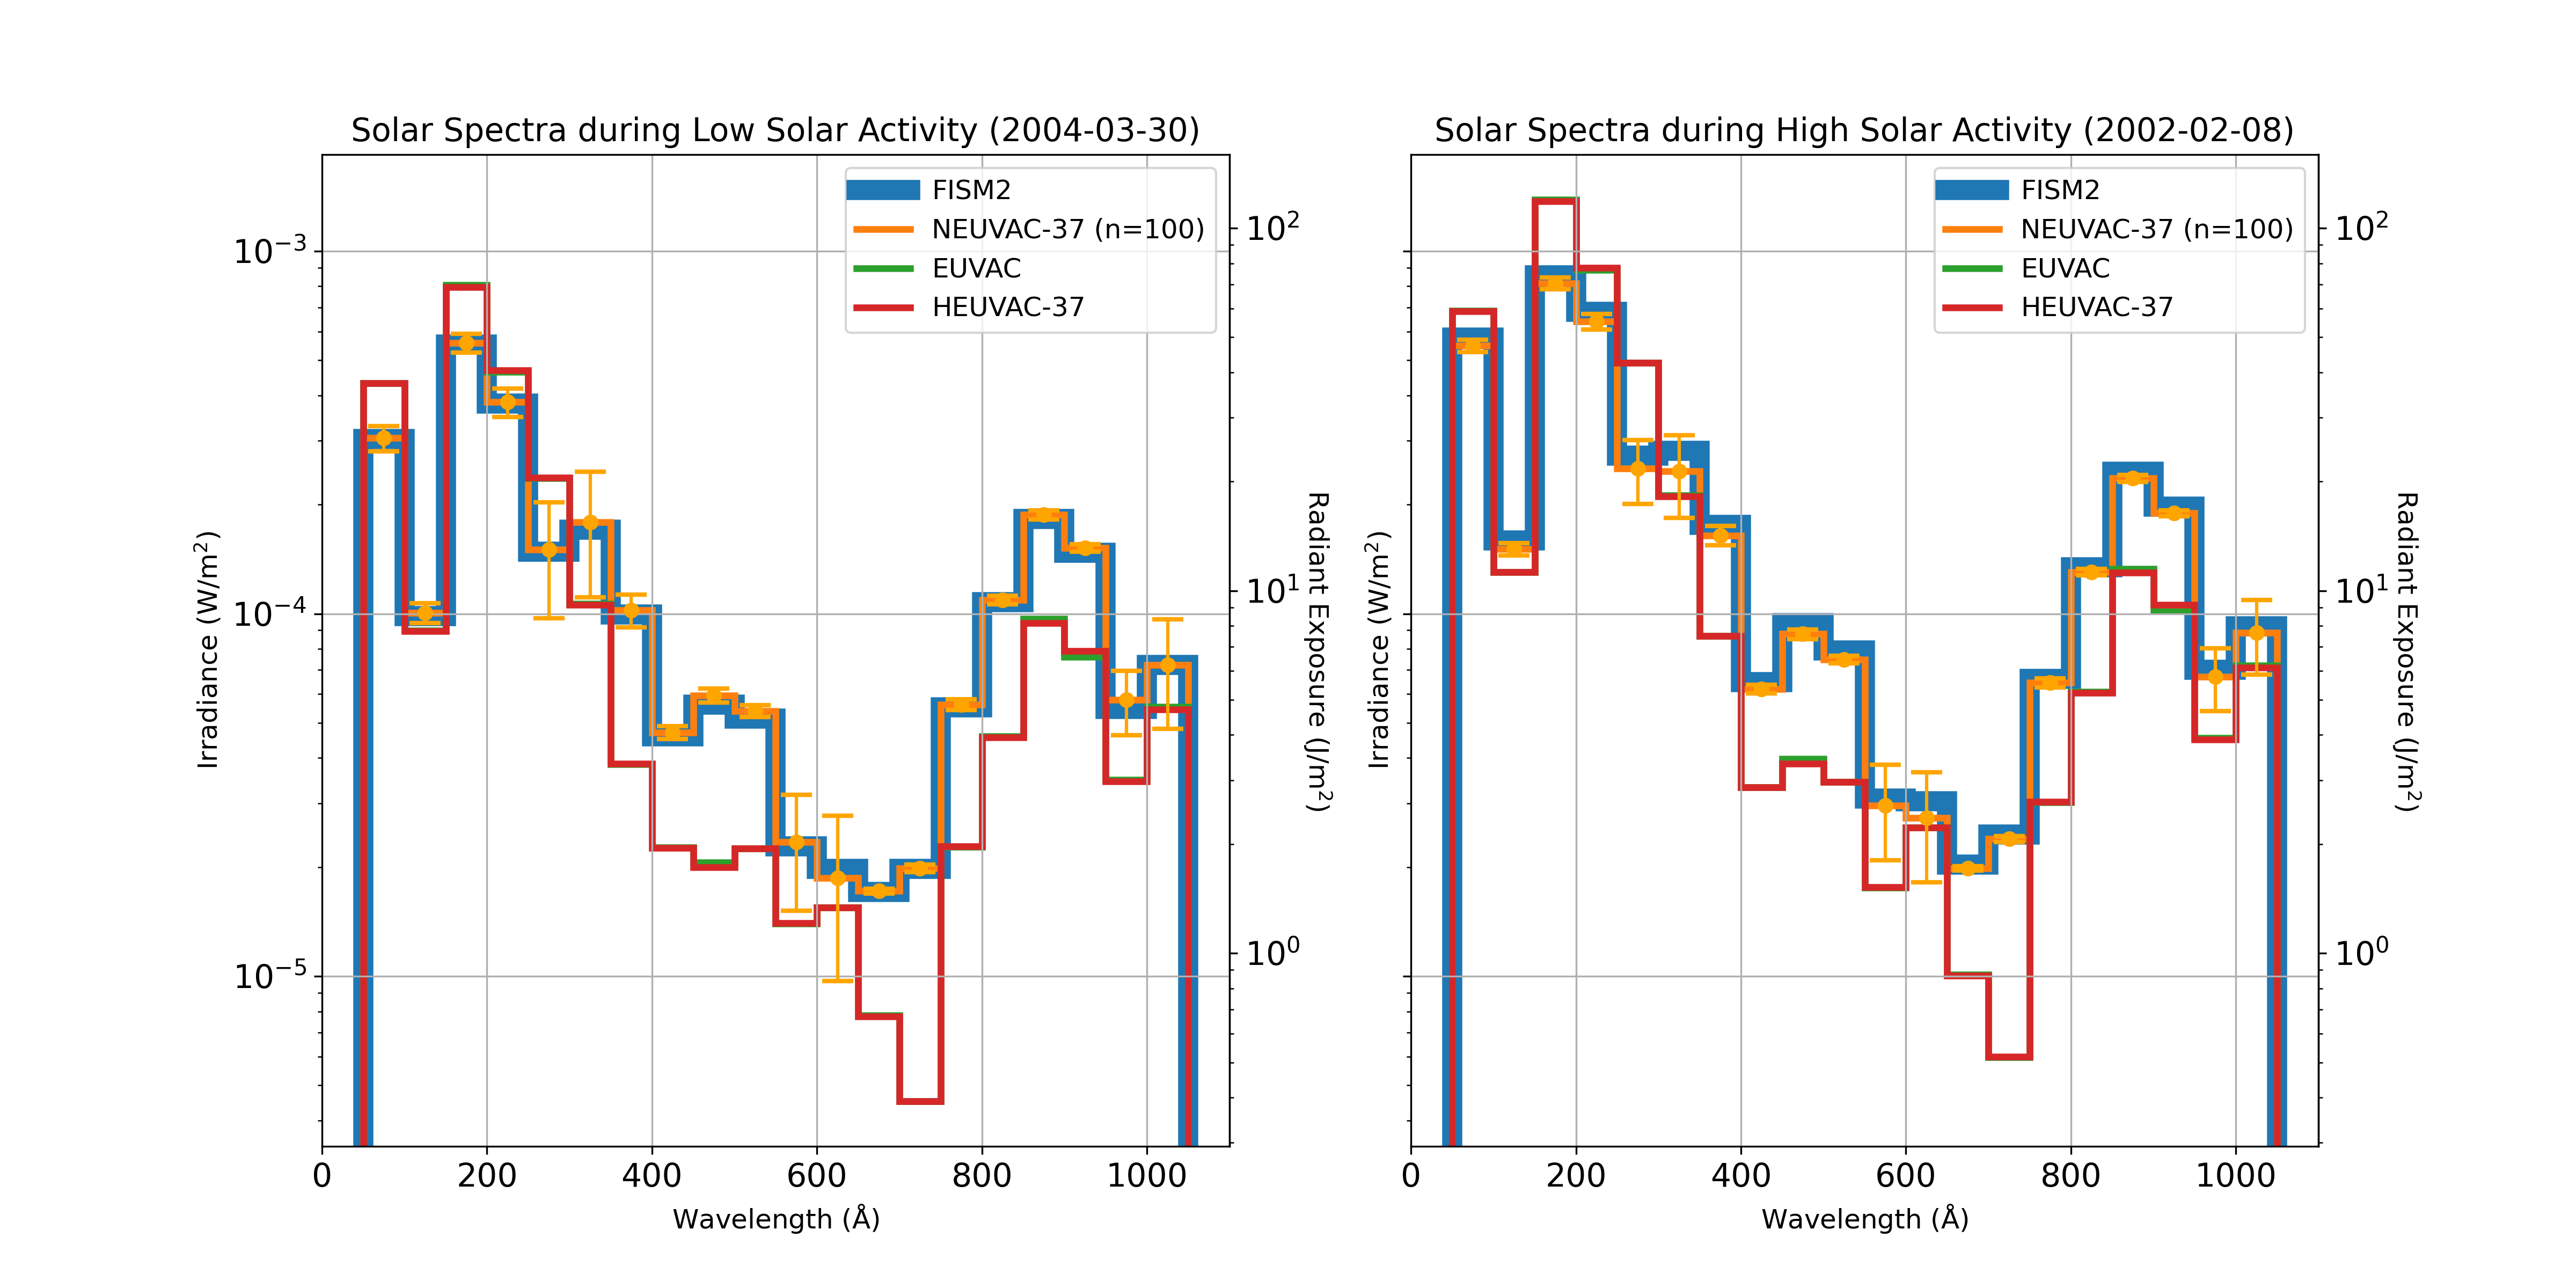 Solar Spectra during Low Solar Activity (2004-03-30)
FISM2
NEUVAC-37 (n=100)
EUVAC
HEUVAC-37
10⁻³
10⁻⁴
10⁻⁵
Irradiance (W/m²)
10²
10¹
10⁰
Radiant Exposure (J/m²)
0 200 400 600 800 1000
Wavelength (Å)
Solar Spectra during High Solar Activity (2002-02-08)
FISM2
NEUVAC-37 (n=100)
EUVAC
HEUVAC-37
Irradiance (W/m²)
10²
10¹
10⁰
Radiant Exposure (J/m²)
0 200 400 600 800 1000
Wavelength (Å)